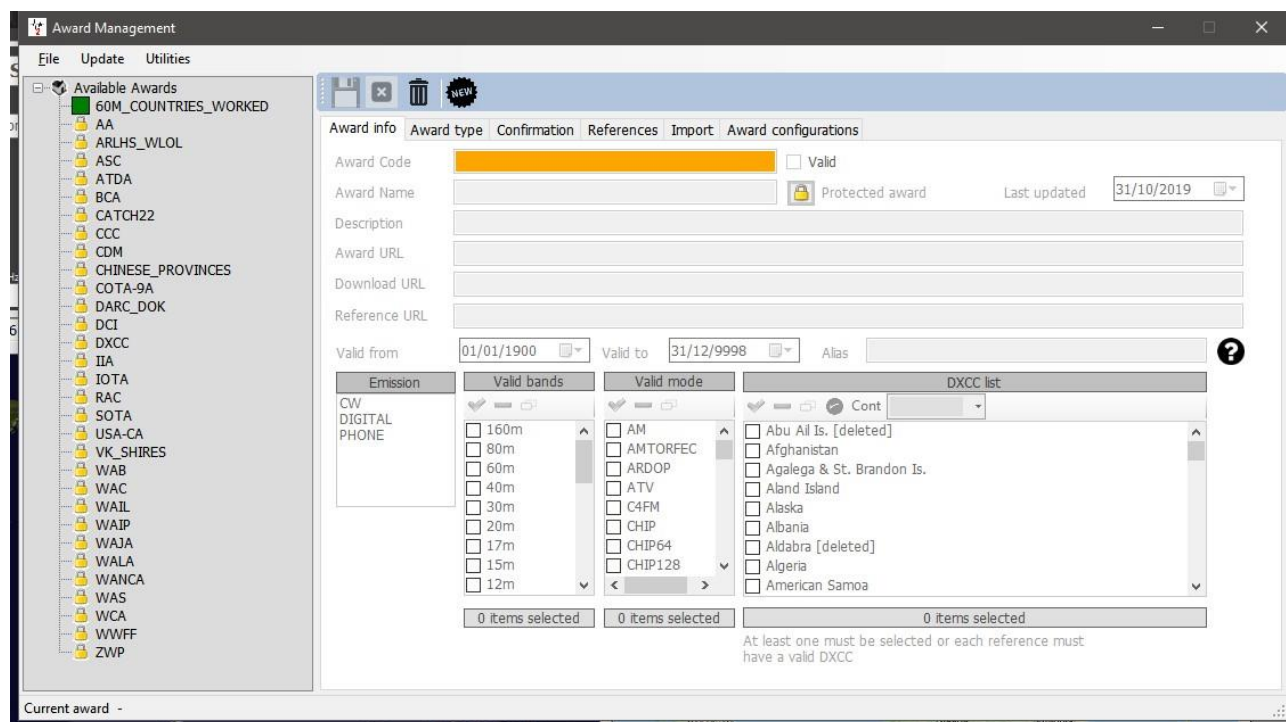 Award Management
File Update Utilities
Available Awards
60M_COUNTRIES_WORKED
AA
ARLHS_WLOL
ASC
ATDA
BCA
CATCH22
CCC
CDM
CHINESE_PROVINCES
COTA-9A
DARC_DOK
DCI
DXCC
IIA
IOTA
RAC
SOTA
USA-CA
VK_SHIRES
WAB
WAC
WAIL
WAIP
WAJA
WALA
WANCA
WAS
WCA
WWFF
ZWP
NEW
Award info Award type Confirmation References Import Award configurations
Award Code Valid
Award Name Protected award Last updated 31/10/2019
Description
Award URL
Download URL
Reference URL
Valid from 01/01/1900 Valid to 31/12/9998 Alias
Emission
CW
DIGITAL
PHONE
Valid bands
160m
80m
60m
40m
30m
20m
17m
15m
12m
0 items selected
Valid mode
AM
AMTORFEC
ARDOP
ATV
C4FM
CHIP
CHIP64
CHIP128
0 items selected
DXCC list
Cont
Abu Ail Is. [deleted]
Afghanistan
Agalega & St. Brandon Is.
Aland Island
Alaska
Albania
Aldabra [deleted]
Algeria
American Samoa
0 items selected
At least one must be selected or each reference must
have a valid DXCC
Current award -